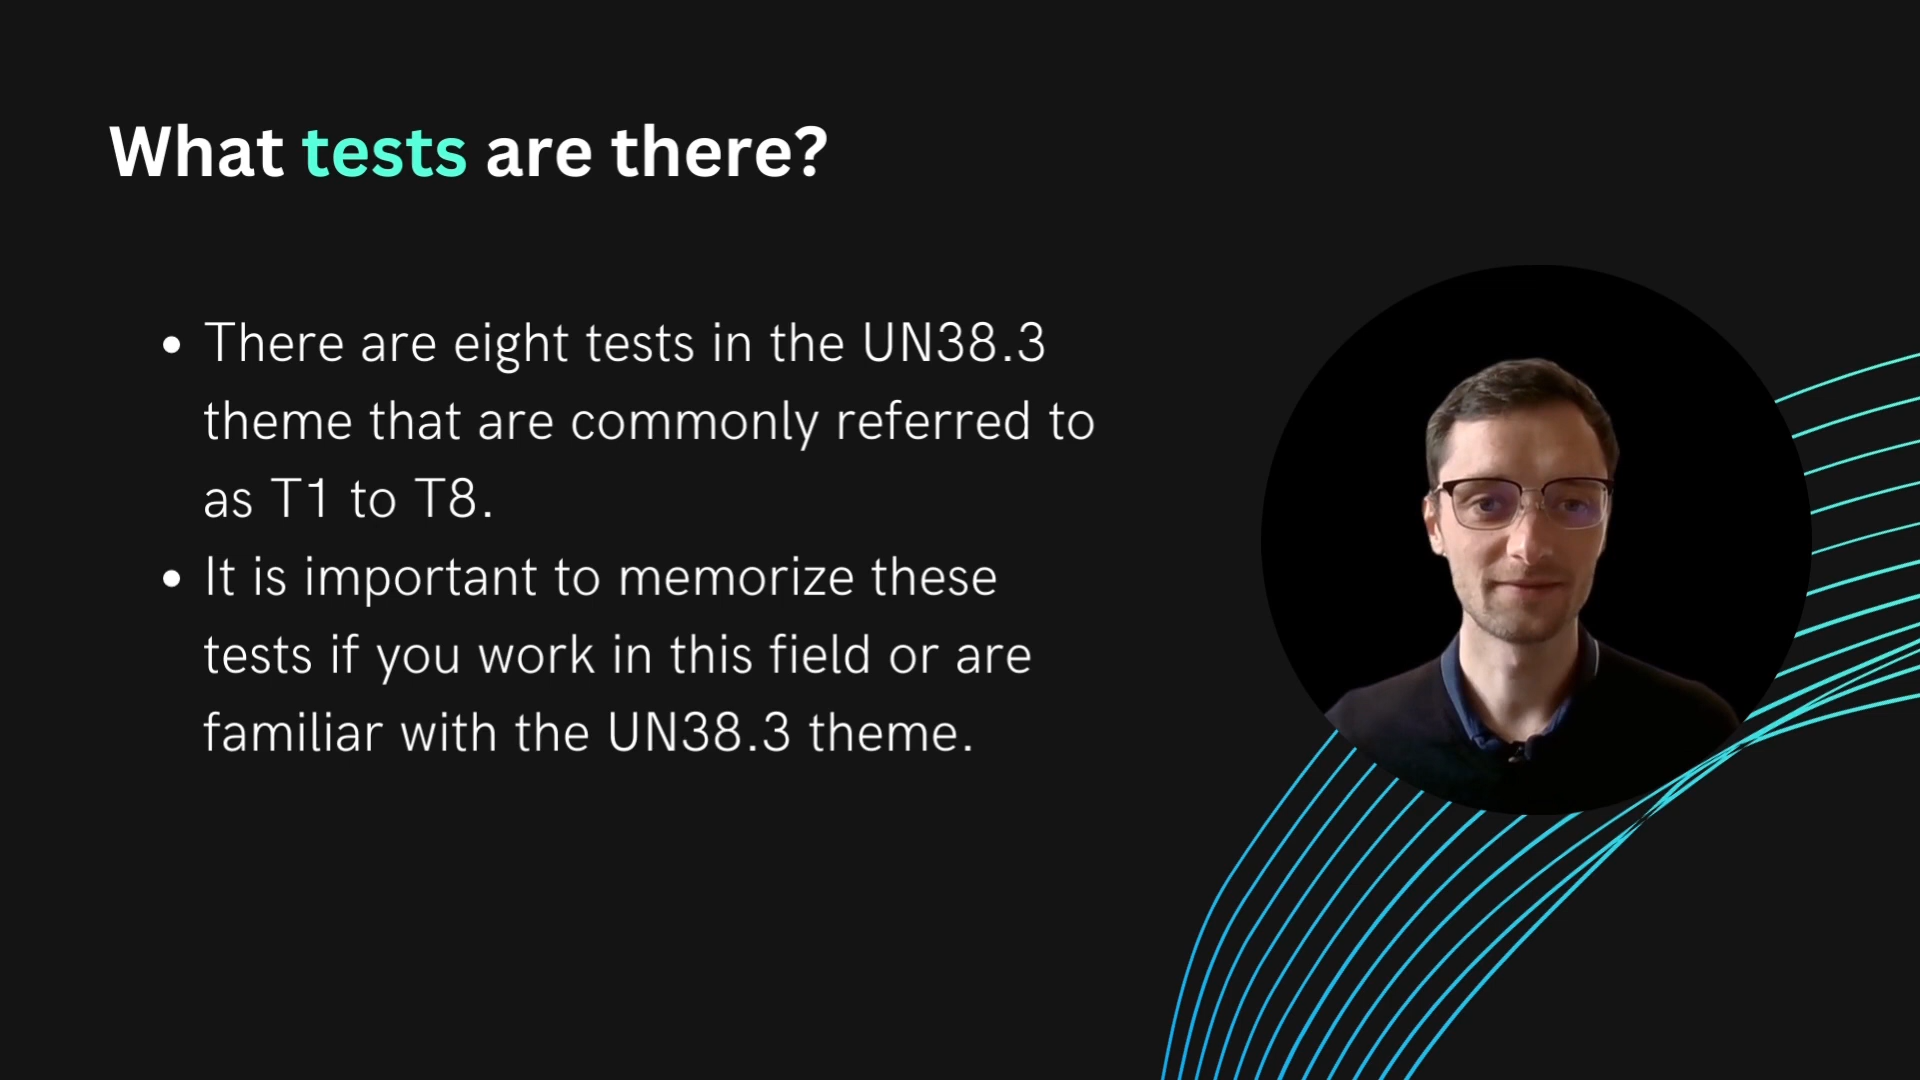 What tests are there?
• There are eight tests in the UN38.3
theme that are commonly referred to
as T1 to T8.
• It is important to memorize these
tests if you work in this field or are
familiar with the UN38.3 theme.